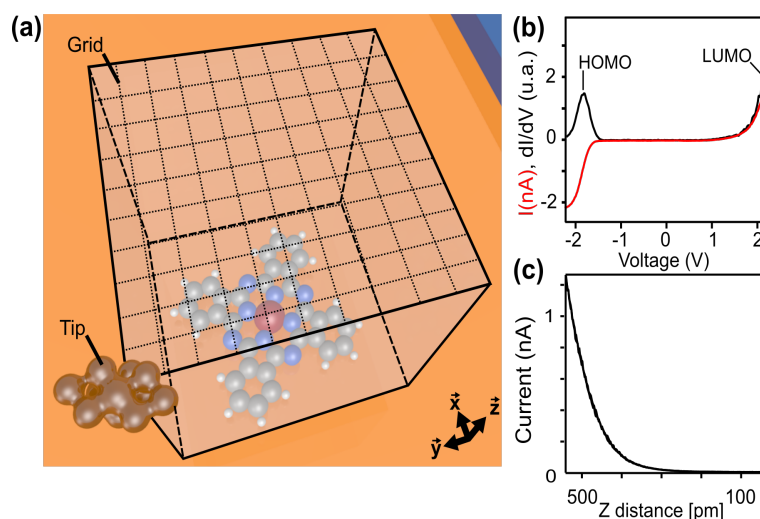 (a)
Grid
Tip
x
z
y
(b)
HOMO
LUMO
I(nA), dI/dV (u.a.)
2
1
0
-2
-2
-1
0
1
2
Voltage (V)
(c)
Current (nA)
1
0
500
100
Z distance [pm]